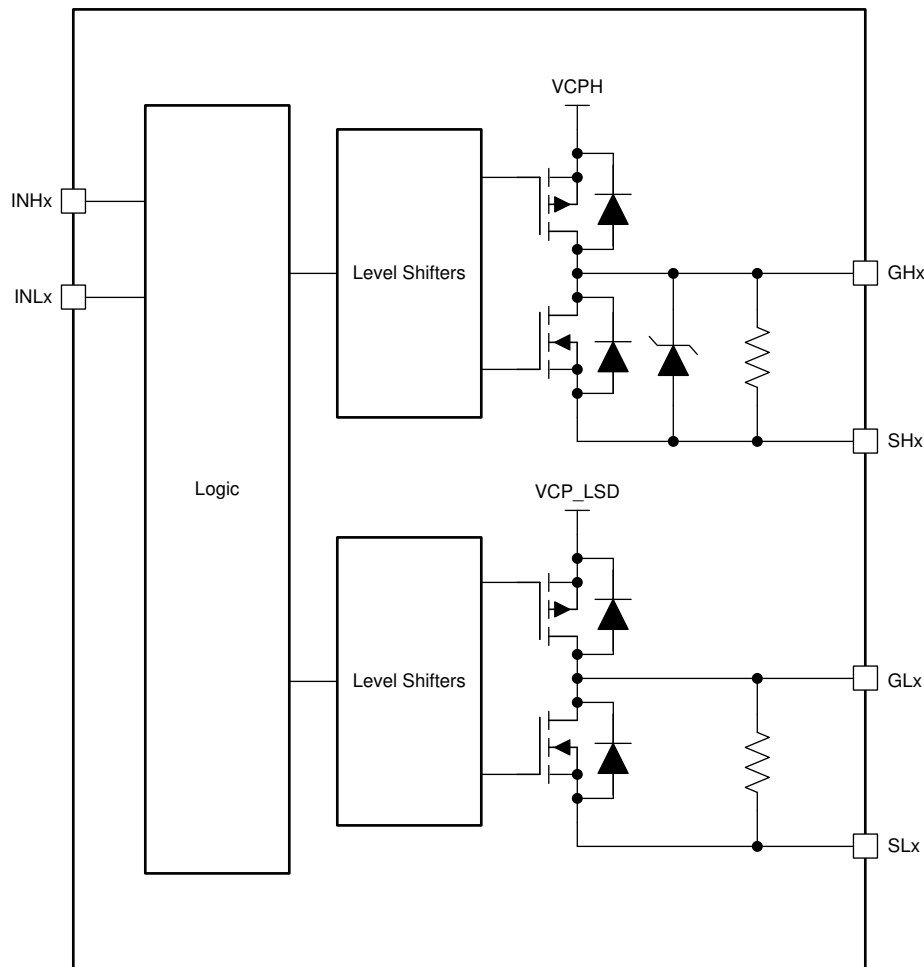 VCPH
INHx
INLx
Level Shifters
GHx
SHx
Logic
VCP_LSD
Level Shifters
GLx
SLx